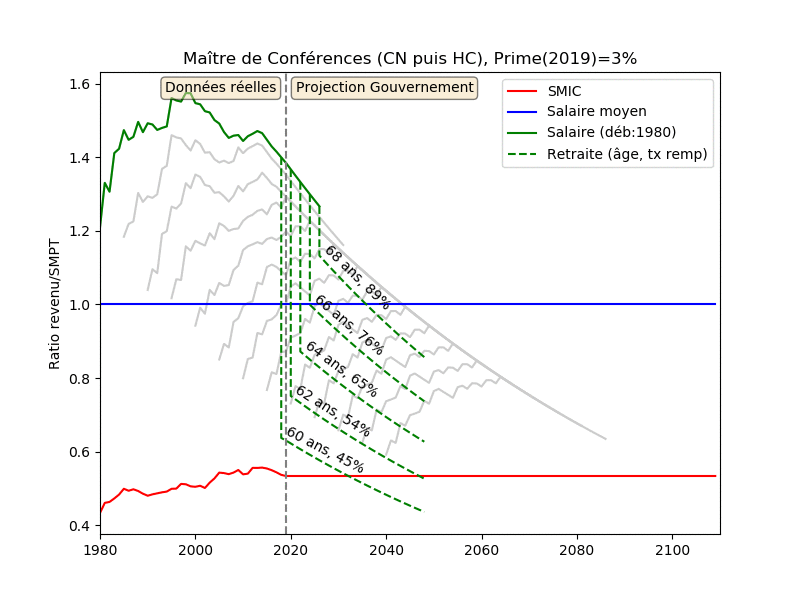 Maître de Conférences (CN puis HC), Prime(2019)=3%
Données réelles
Projection Gouvernement
SMIC
Salaire moyen
Salaire (déb:1980)
Retraite (âge, tx remp)
Ratio revenu/SMPT
1.6
1.4
1.2
1.0
0.8
0.6
0.4
68 ans, 89%
66 ans, 76%
64 ans, 65%
62 ans, 54%
60 ans, 45%
1980
2000
2020
2040
2060
2080
2100